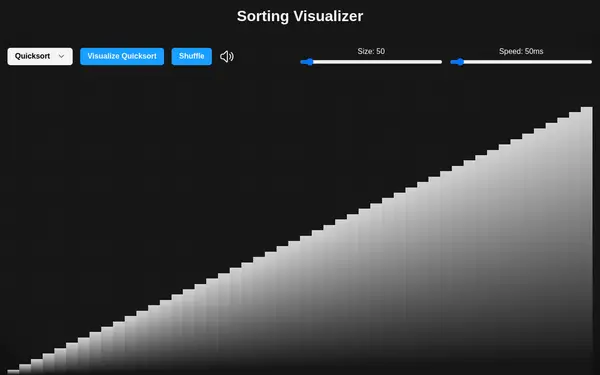 Sorting Visualizer
Quicksort
Visualize Quicksort
Shuffle
Size: 50
Speed: 50ms